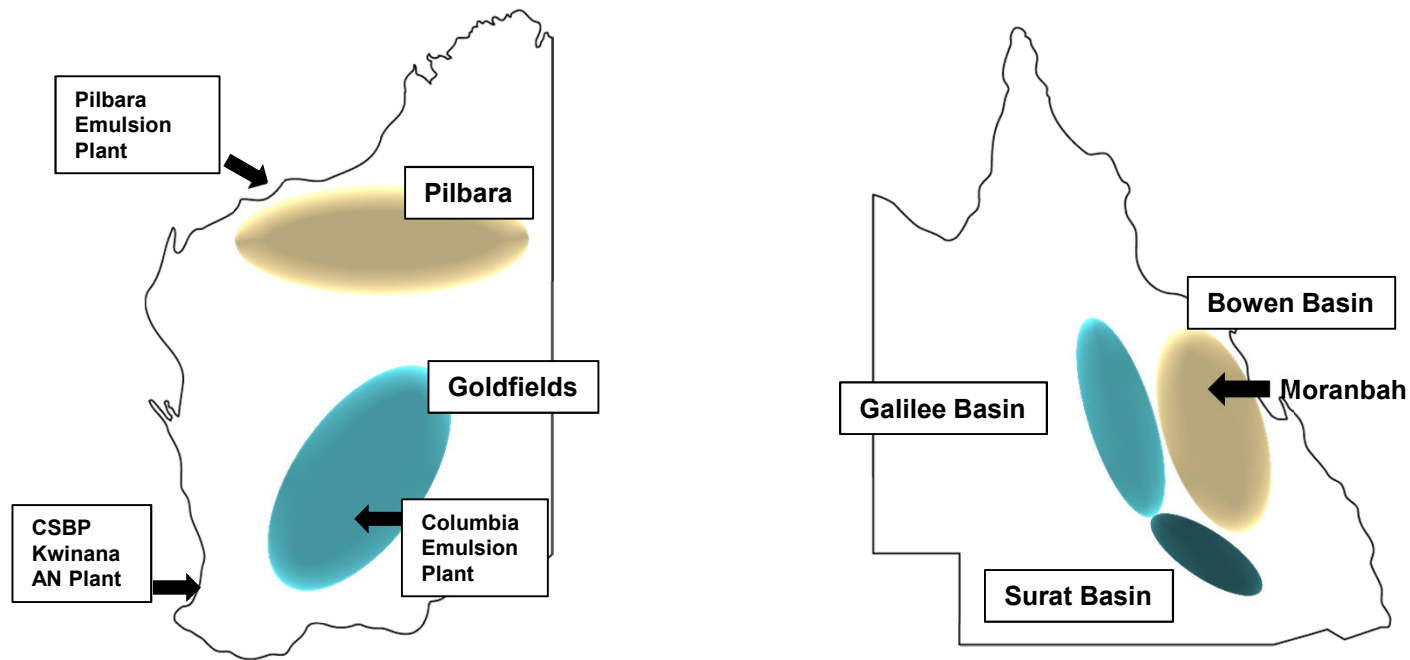 Pilbara
Emulsion
Plant
Pilbara
Goldfields
CSBP
Kwinana
AN Plant
Columbia
Emulsion
Plant
Bowen Basin
Moranbah
Galilee Basin
Surat Basin